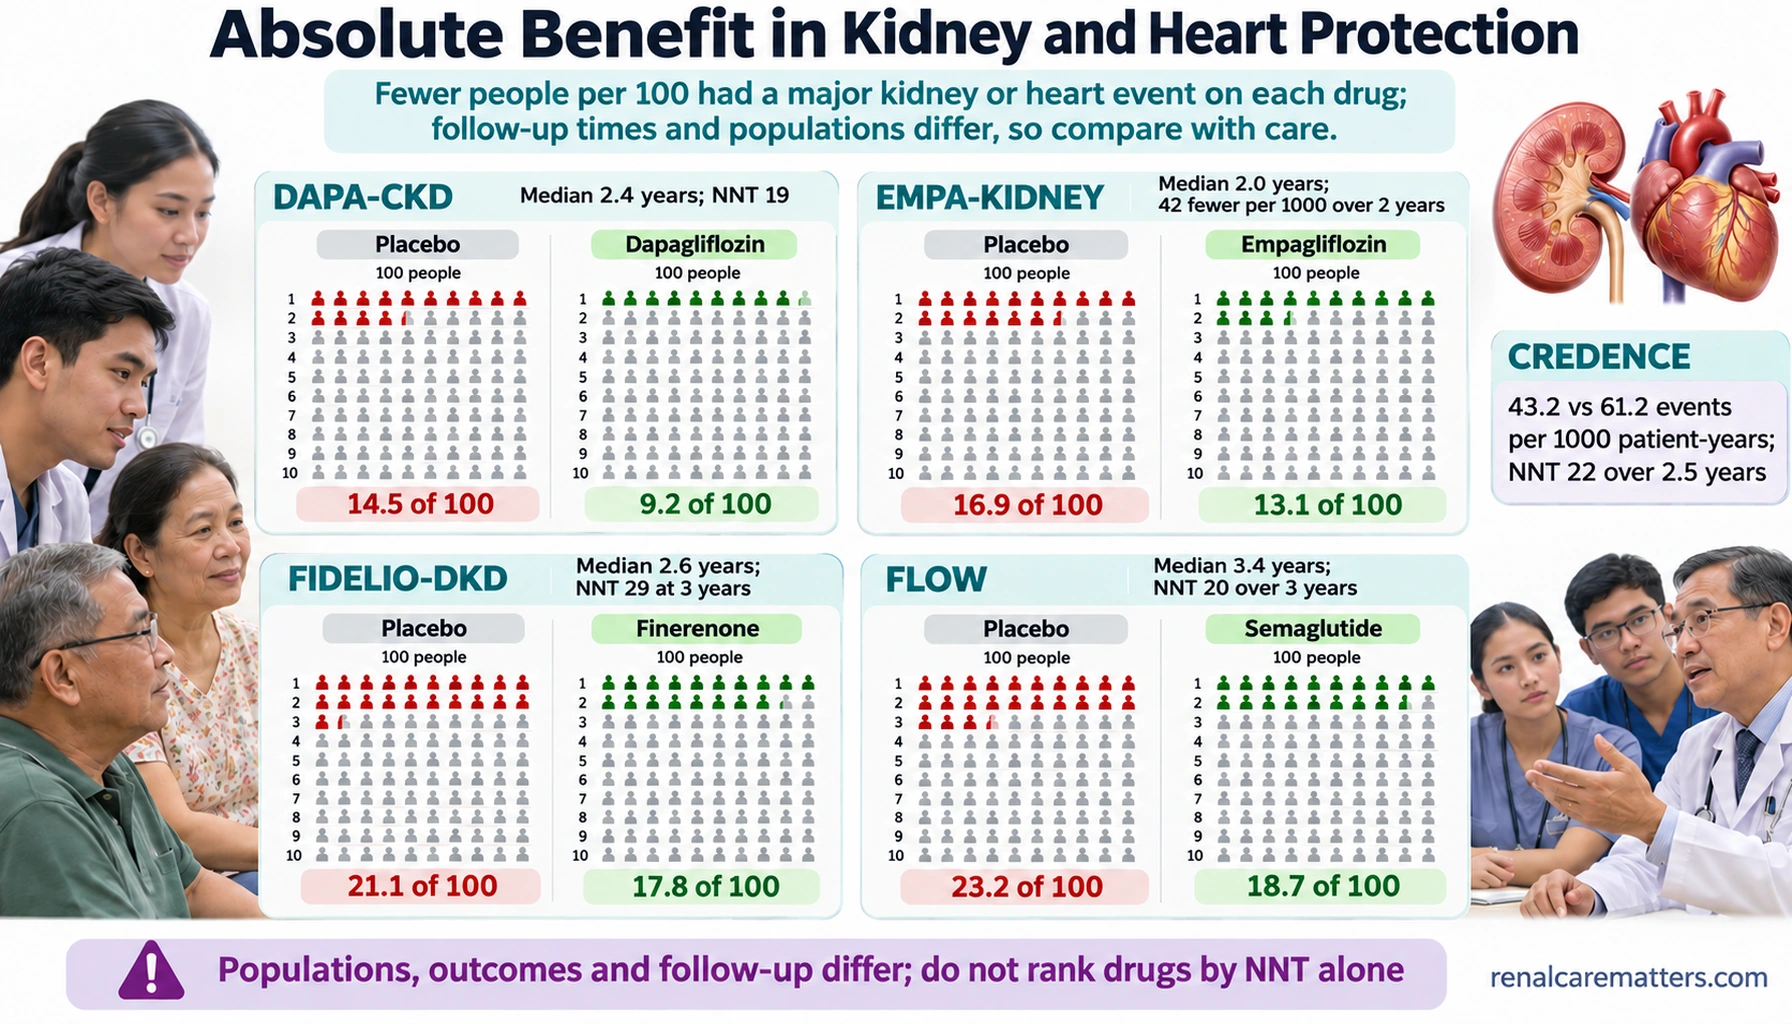 Absolute Benefit in Kidney and Heart Protection
Fewer people per 100 had a major kidney or heart event on each drug;
follow-up times and populations differ, so compare with care.
DAPA-CKD
Median 2.4 years; NNT 19
Placebo
100 people
1
2
3
4
5
6
7
8
9
10
14.5 of 100
Dapagliflozin
100 people
1
2
3
4
5
6
7
8
9
10
9.2 of 100
EMPA-KIDNEY
Median 2.0 years;
42 fewer per 1000 over 2 years
Placebo
100 people
1
2
3
4
5
6
7
8
9
10
16.9 of 100
Empagliflozin
100 people
1
2
3
4
5
6
7
8
9
10
13.1 of 100
CREDENCE
43.2 vs 61.2 events
per 1000 patient-years;
NNT 22 over 2.5 years
FIDELIO-DKD
Median 2.6 years;
NNT 29 at 3 years
Placebo
100 people
1
2
3
4
5
6
7
8
9
10
21.1 of 100
Finerenone
100 people
1
2
3
4
5
6
7
8
9
10
17.8 of 100
FLOW
Median 3.4 years;
NNT 20 over 3 years
Placebo
100 people
1
2
3
4
5
6
7
8
9
10
23.2 of 100
Semaglutide
100 people
1
2
3
4
5
6
7
8
9
10
18.7 of 100
Populations, outcomes and follow-up differ; do not rank drugs by NNT alone
renalcarematters.com